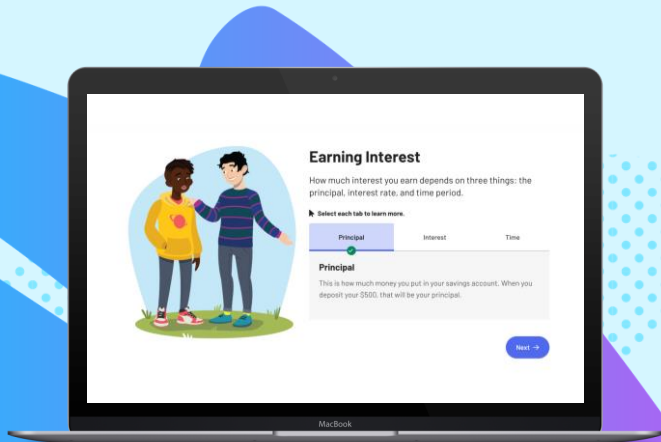 Earning Interest
How much interest you earn depends on three things: the
principal, interest rate, and time period.
Select each tab to learn more.
Principal Interest Time
Principal
This is how much money you put in your savings account. When you
deposit your $500, that will be your principal.
Next →
MacBook